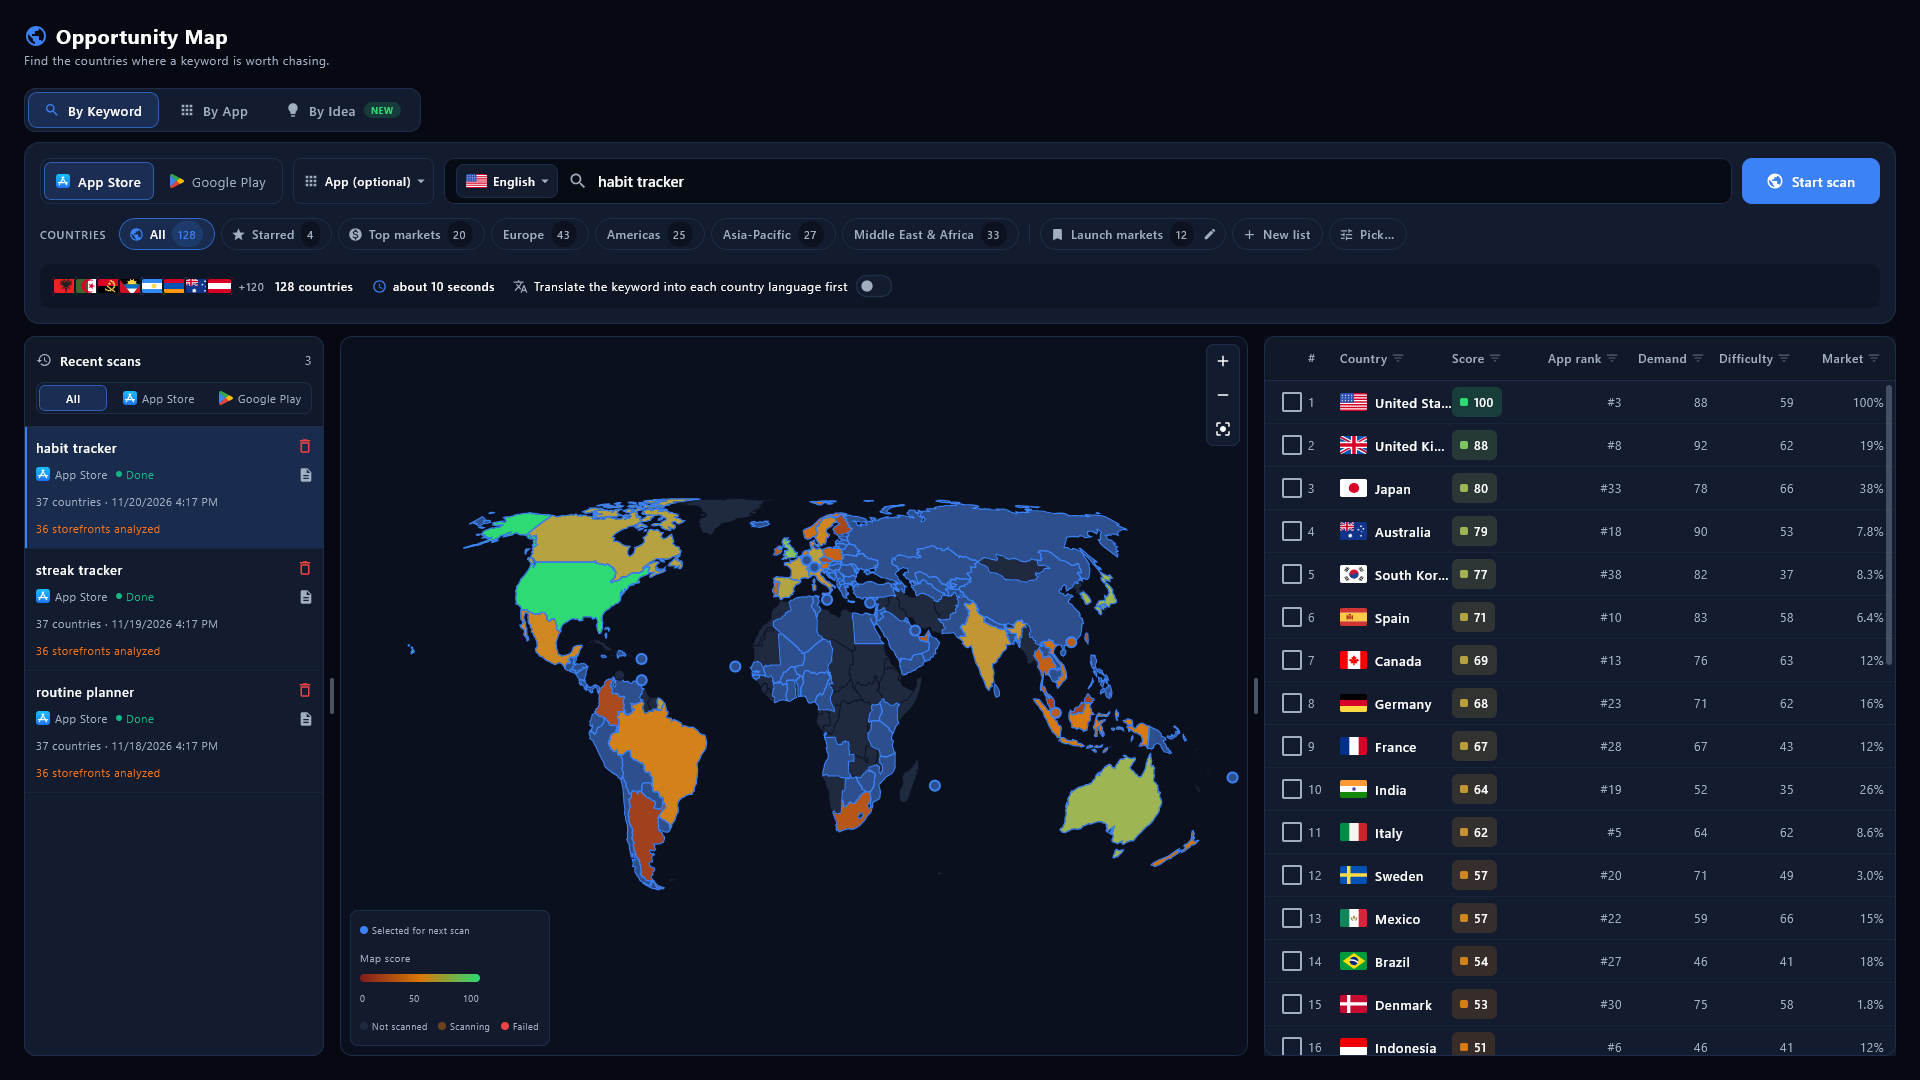 Opportunity Map
Find the countries where a keyword is worth chasing.
By Keyword By App By Idea NEW
App Store Google Play App (optional) English habit tracker Start scan
COUNTRIES All 128 Starred 4 Top markets 20 Europe 43 Americas 25 Asia-Pacific 27 Middle East & Africa 33 Launch markets 12 New list Pick...
+120 128 countries about 10 seconds Translate the keyword into each country language first
Recent scans 3
All App Store Google Play
habit tracker
App Store Done
37 countries · 11/20/2026 4:17 PM
36 storefronts analyzed
streak tracker
App Store Done
37 countries · 11/19/2026 4:17 PM
36 storefronts analyzed
routine planner
App Store Done
37 countries · 11/18/2026 4:17 PM
36 storefronts analyzed
+
−
Selected for next scan
Map score
0 50 100
Not scanned Scanning Failed
# Country Score App rank Demand Difficulty Market
1 United Sta... 100 #3 88 59 100%
2 United Ki... 88 #8 92 62 19%
3 Japan 80 #33 78 66 38%
4 Australia 79 #18 90 53 7.8%
5 South Kor... 77 #38 82 37 8.3%
6 Spain 71 #10 83 58 6.4%
7 Canada 69 #13 76 63 12%
8 Germany 68 #23 71 62 16%
9 France 67 #28 67 43 12%
10 India 64 #19 52 35 26%
11 Italy 62 #5 64 62 8.6%
12 Sweden 57 #20 71 49 3.0%
13 Mexico 57 #22 59 66 15%
14 Brazil 54 #27 46 41 18%
15 Denmark 53 #30 75 58 1.8%
16 Indonesia 51 #6 46 41 12%